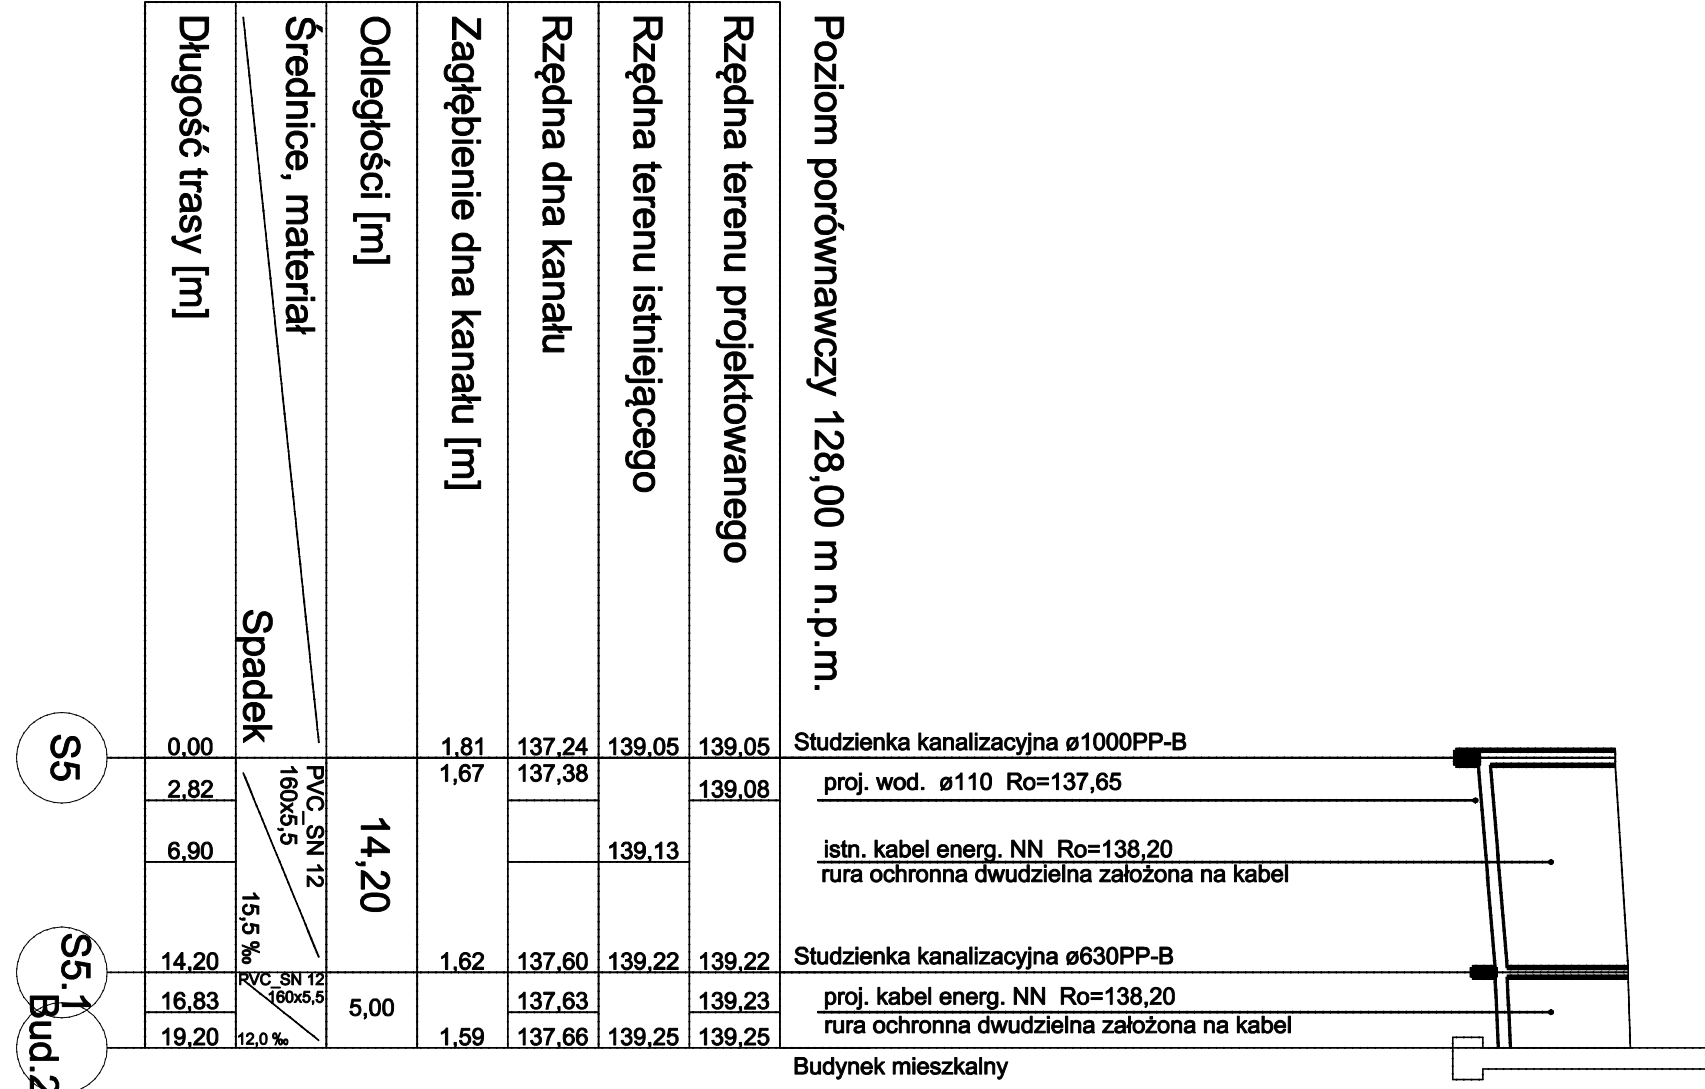 Poziom porównawczy 128,00 m n.p.m.
Rzędna terenu projektowanego
Rzędna terenu istniejącego
Rzędna dna kanału
Zagłębienie dna kanału [m]
Odległości [m]
Średnice, materiał
Spadek
Długość trasy [m]
S5
0,00
1,81
137,24
139,05
139,05
Studzienka kanalizacyjna ø1000PP-B
1,67
137,38
2,82
139,08
proj. wod. ø110 Ro=137,65
PVC_SN 12
160x5,5
15,5 ‰
14,20
6,90
139,13
istn. kabel energ. NN Ro=138,20
rura ochronna dwudzielna założona na kabel
S5.1
14,20
1,62
137,60
139,22
139,22
Studzienka kanalizacyjna ø630PP-B
PVC_SN 12
160x5,5
12,0 ‰
5,00
16,83
137,63
139,23
proj. kabel energ. NN Ro=138,20
rura ochronna dwudzielna założona na kabel
Bud.2
19,20
1,59
137,66
139,25
139,25
Budynek mieszkalny